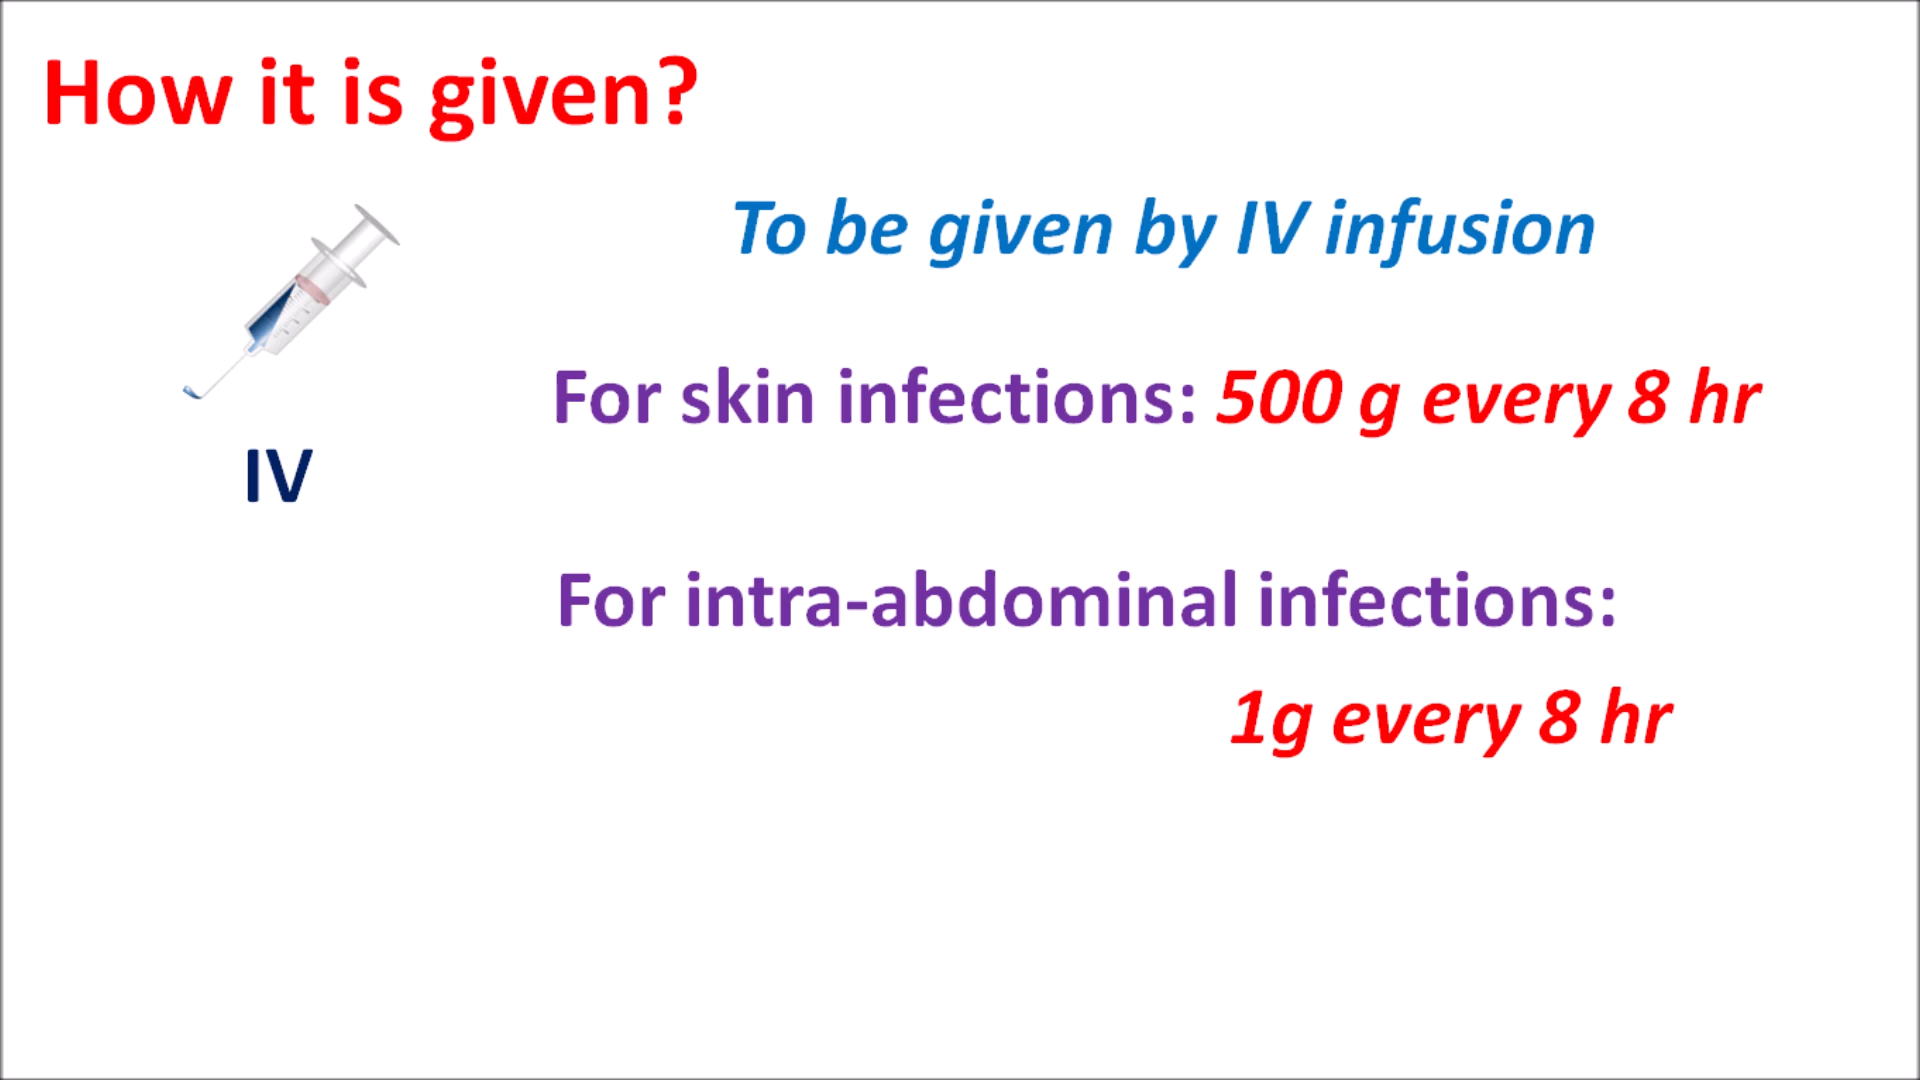 How it is given?
To be given by IV infusion
For skin infections: 500 g every 8 hr
IV
For intra-abdominal infections:
1g every 8 hr